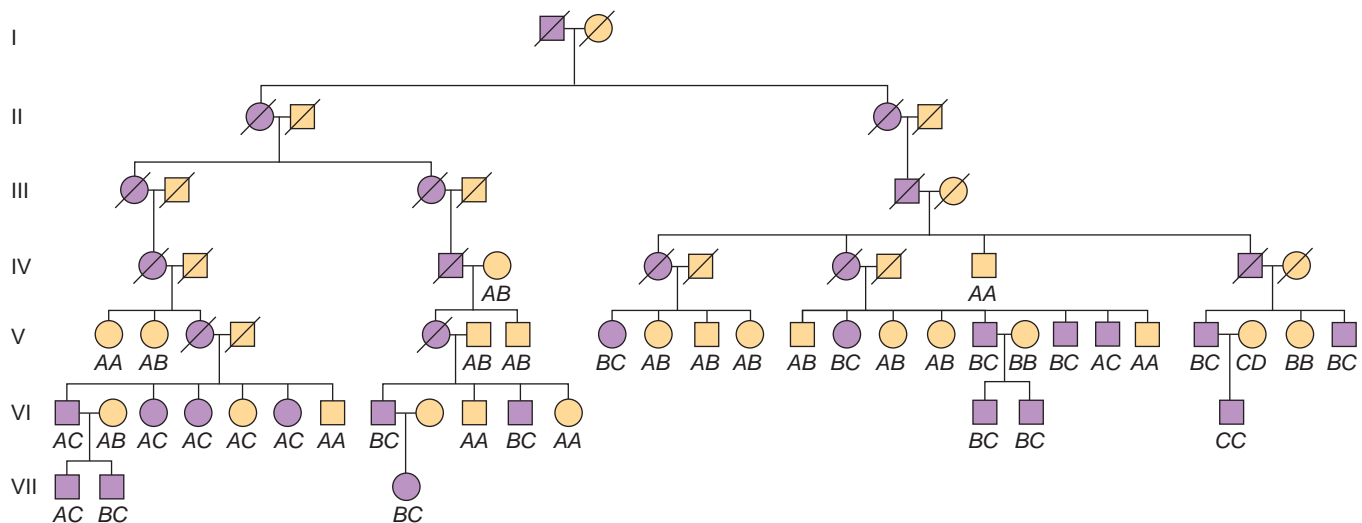 I
II
III
IV
AB AA
V
AA AB AB AB BC AB AB AB AB BC AB AB BC BB BC AC AA BC CD BB BC
VI
AC AB AC AC AC AC AA BC AA BC AA BC BC CC
VII
AC BC BC